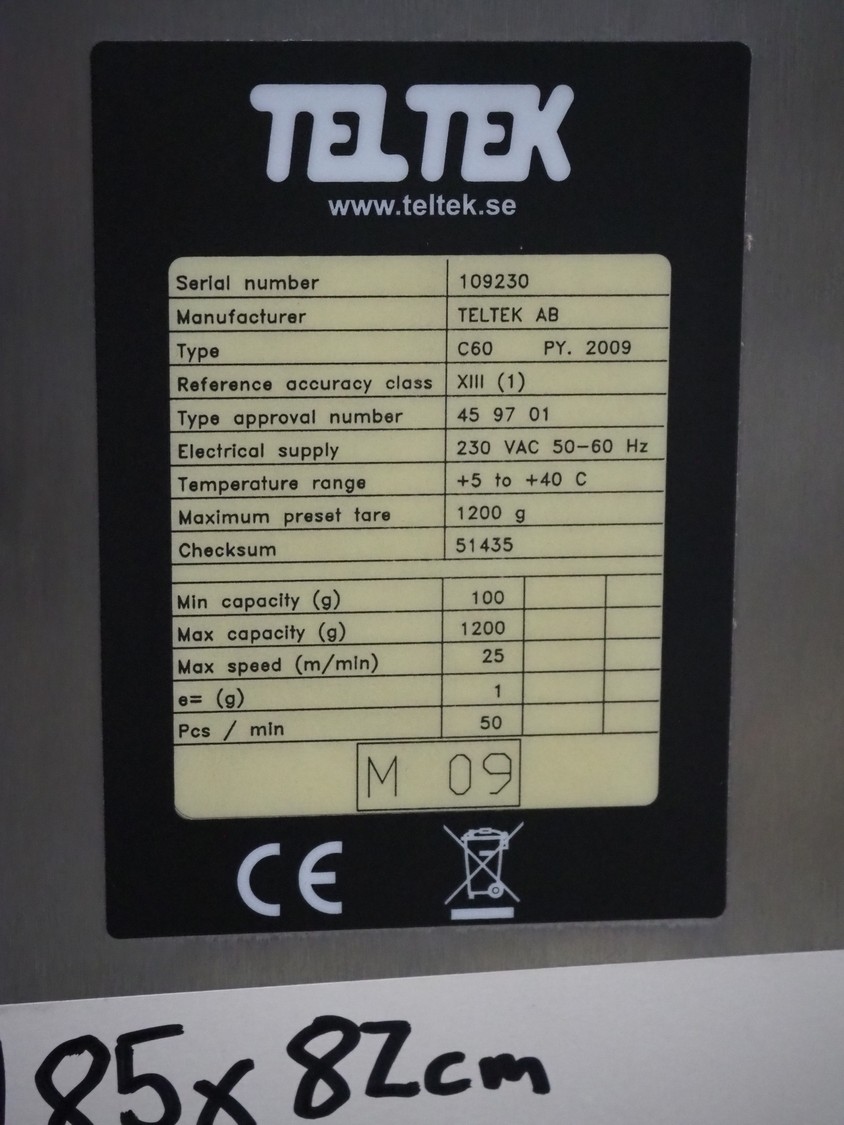 TELTEK
www.teltek.se
Serial number 109230
Manufacturer TELTEK AB
Type C60 PY. 2009
Reference accuracy class XIII (1)
Type approval number 45 97 01
Electrical supply 230 VAC 50-60 Hz
Temperature range +5 to +40 C
Maximum preset tare 1200 g
Checksum 51435
Min capacity (g) 100
Max capacity (g) 1200
Max speed (m/min) 25
e= (g) 1
Pcs / min 50
M 09
CE
85x82cm